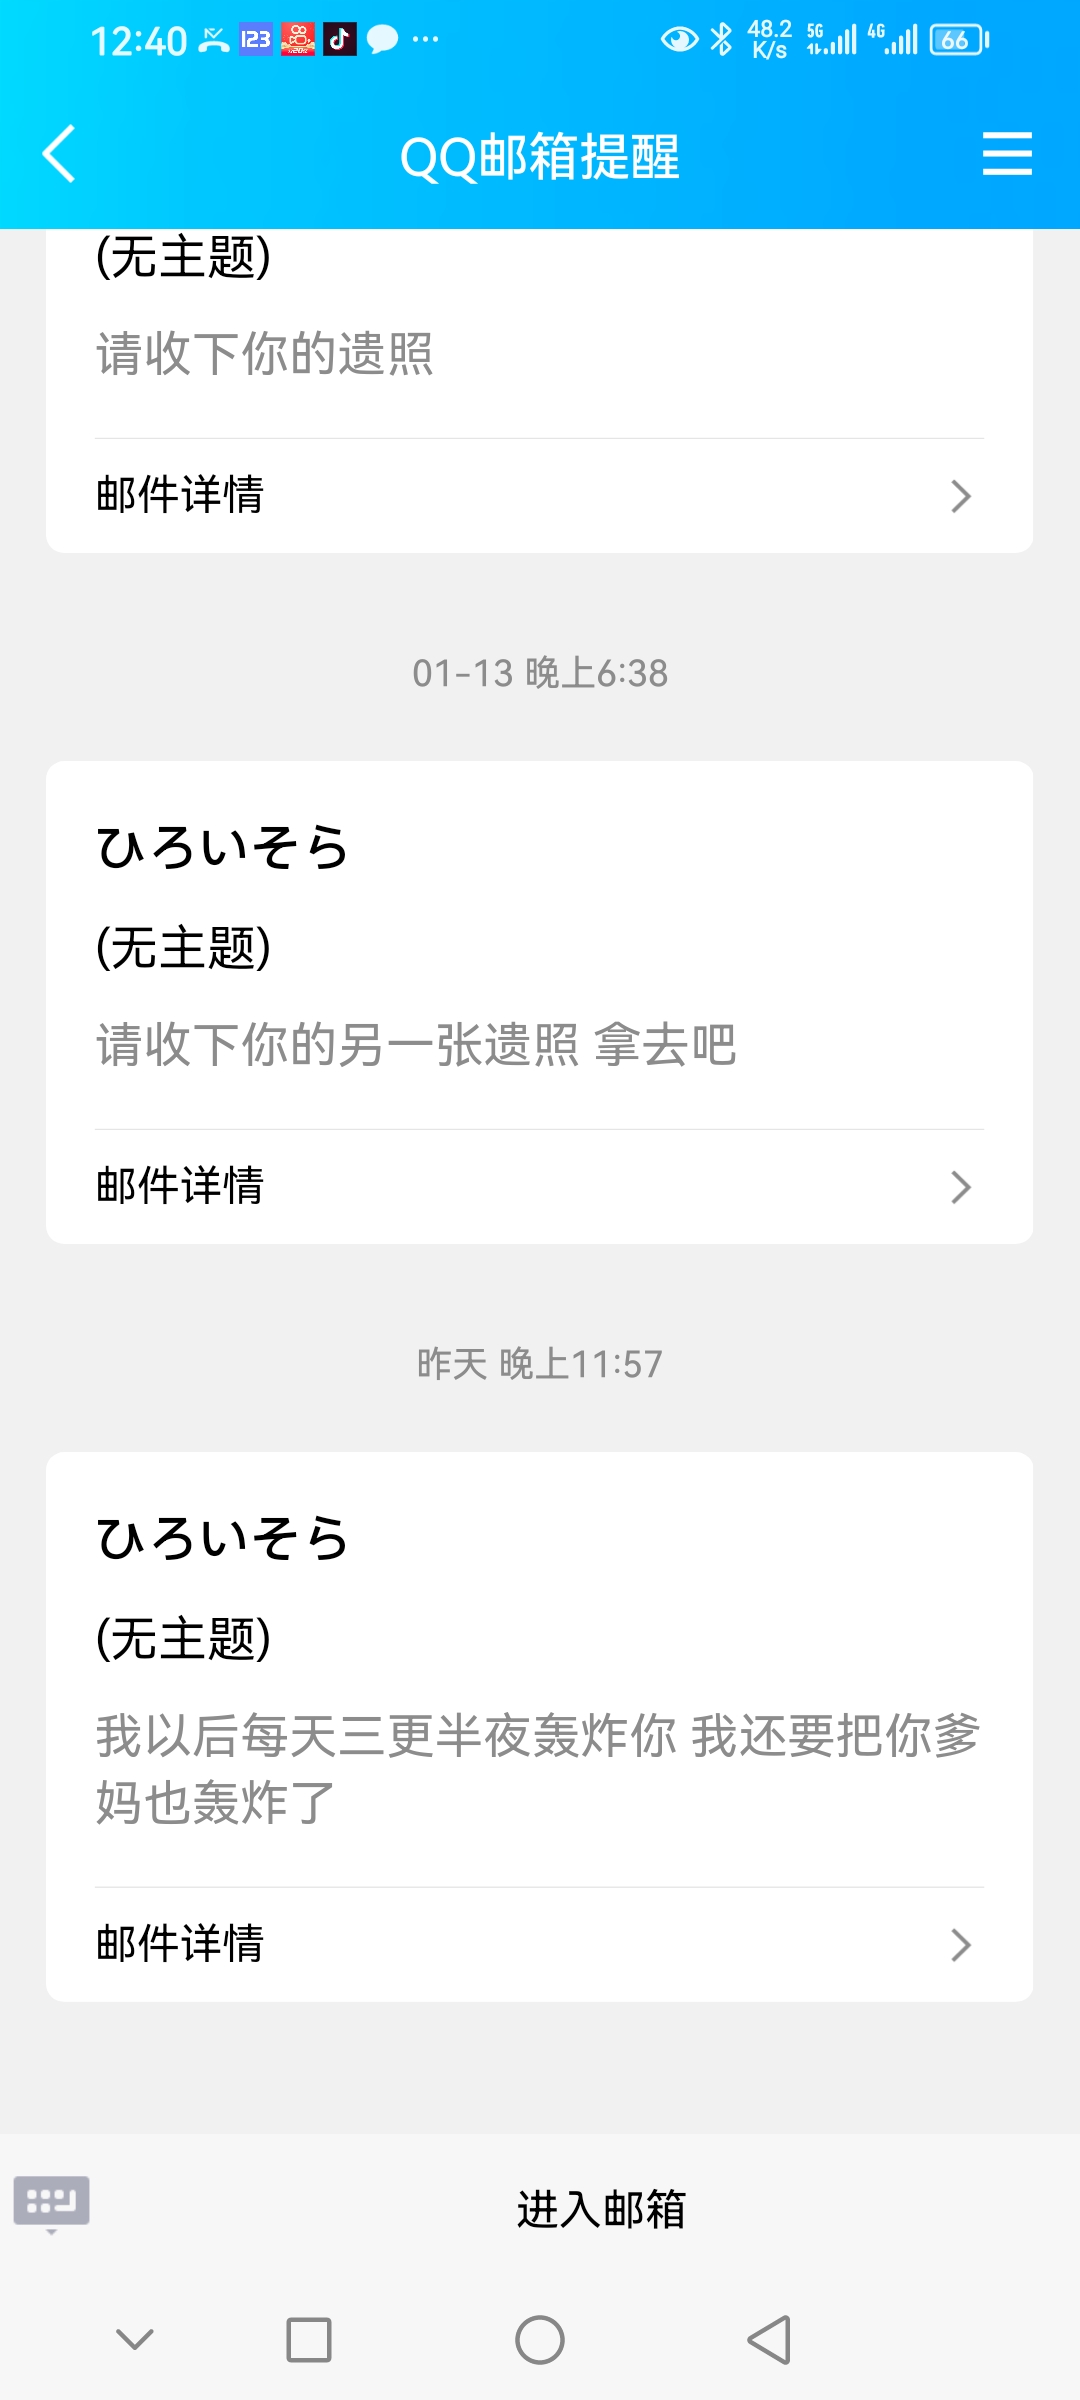 12:40
123
48.2
K/s
5G
4G
66
QQ邮箱提醒
(无主题)
请收下你的遗照
邮件详情
01-13 晚上6:38
ひろいそら
(无主题)
请收下你的另一张遗照 拿去吧
邮件详情
昨天 晚上11:57
ひろいそら
(无主题)
我以后每天三更半夜轰炸你 我还要把你爹
妈也轰炸了
邮件详情
进入邮箱